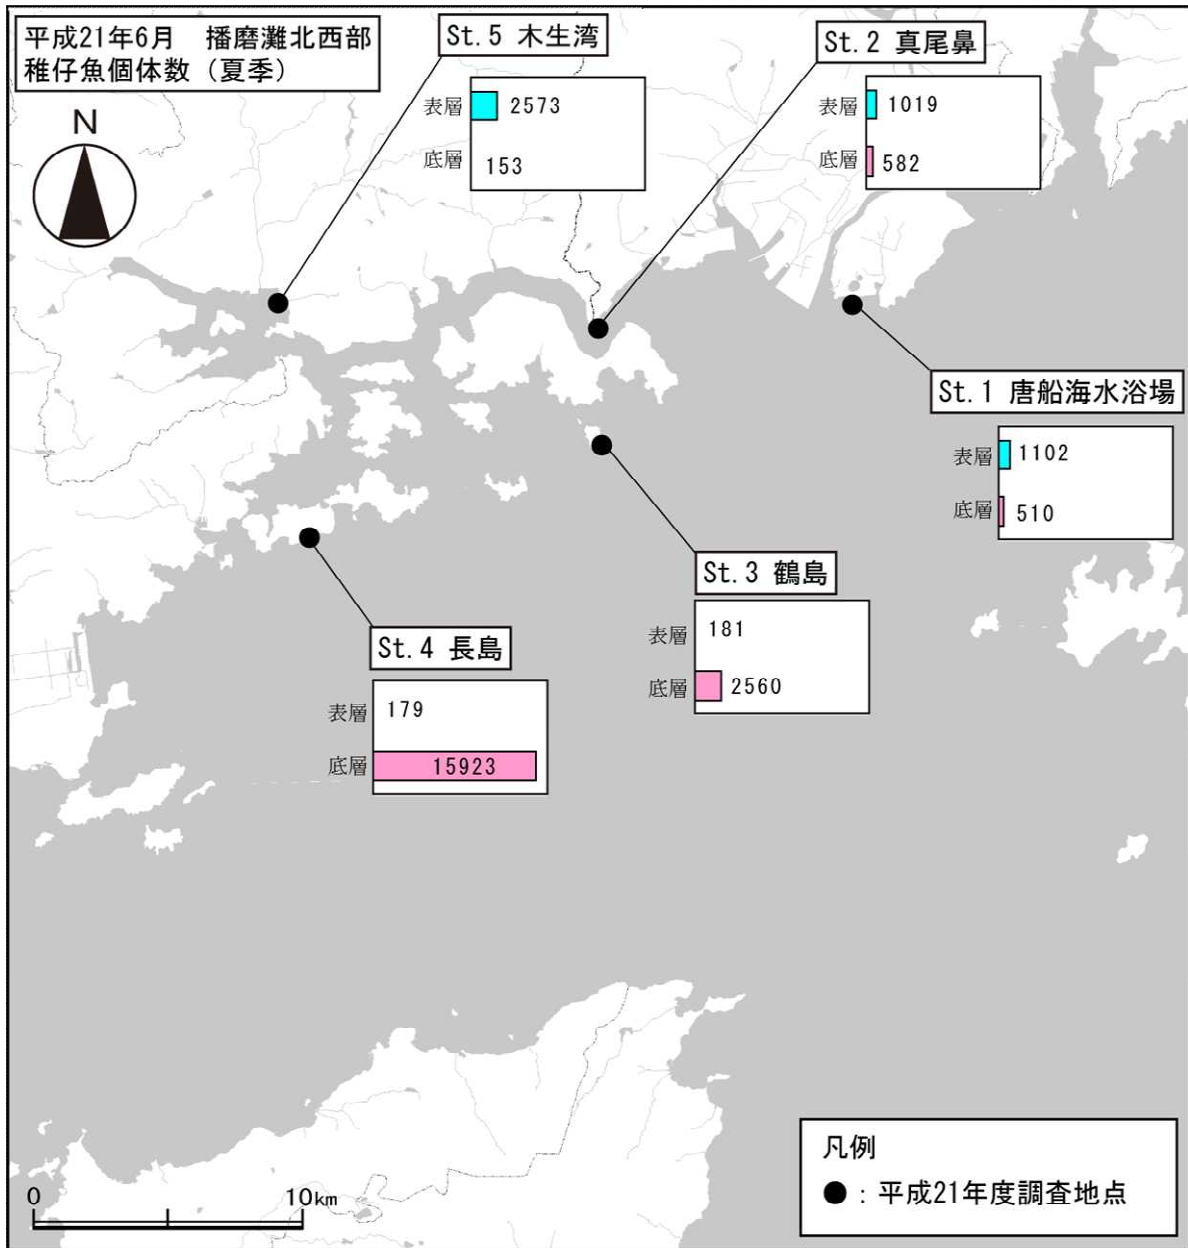 平成21年6月　播磨灘北西部
稚仔魚個体数（夏季）
N
St.5 木生湾
表層 2573
底層 153
St.2 真尾鼻
表層 1019
底層 582
St.1 唐船海水浴場
表層 1102
底層 510
St.3 鶴島
表層 181
底層 2560
St.4 長島
表層 179
底層 15923
0 10km
凡例
●：平成21年度調査地点